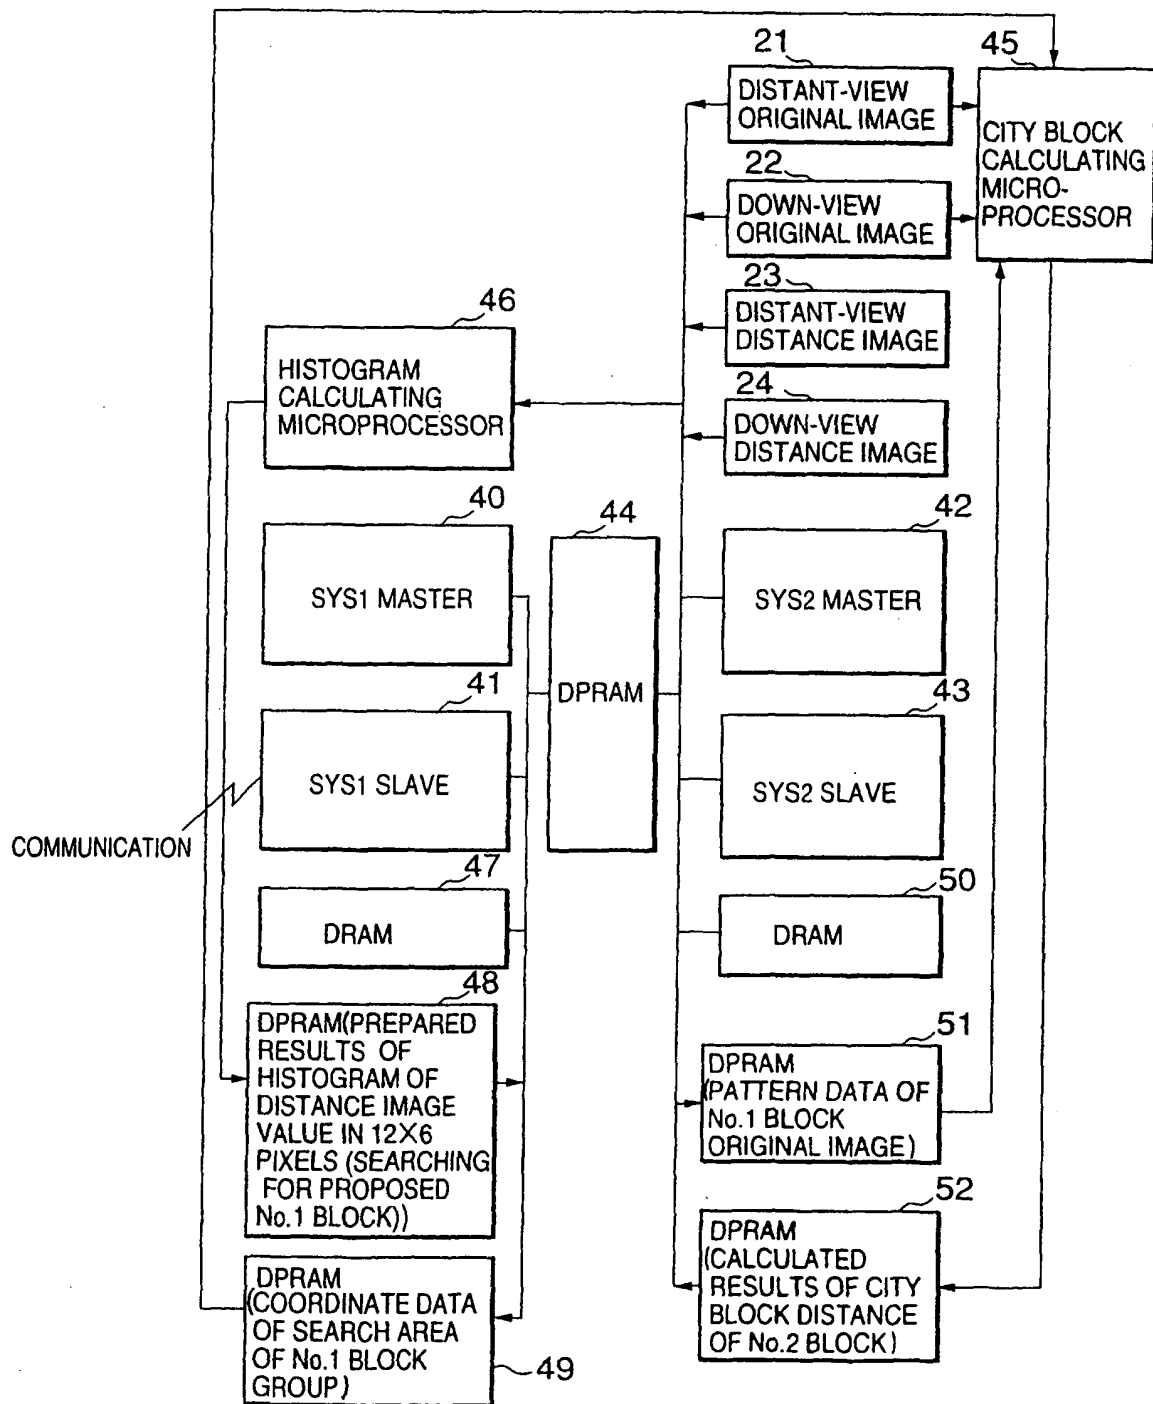 21
DISTANT-VIEW
ORIGINAL IMAGE
45
CITY BLOCK
CALCULATING
MICRO-
PROCESSOR
22
DOWN-VIEW
ORIGINAL IMAGE
23
DISTANT-VIEW
DISTANCE IMAGE
46
HISTOGRAM
CALCULATING
MICROPROCESSOR
24
DOWN-VIEW
DISTANCE IMAGE
40
SYS1 MASTER
44
DPRAM
42
SYS2 MASTER
41
SYS1 SLAVE
COMMUNICATION
43
SYS2 SLAVE
47
DRAM
50
DRAM
48
DPRAM(PREPARED
RESULTS OF
HISTOGRAM OF
DISTANCE IMAGE
VALUE IN 12×6
PIXELS (SEARCHING
FOR PROPOSED
No.1 BLOCK))
51
DPRAM
(PATTERN DATA OF
No.1 BLOCK
ORIGINAL IMAGE)
52
DPRAM
(CALCULATED
RESULTS OF CITY
BLOCK DISTANCE
OF No.2 BLOCK)
DPRAM
(COORDINATE DATA
OF SEARCH AREA
OF No.1 BLOCK
GROUP)
49